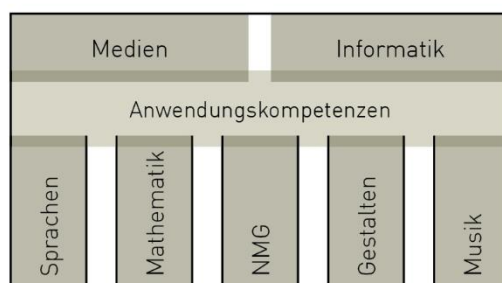 Medien
Informatik
Anwendungskompetenzen
Sprachen
Mathematik
NMG
Gestalten
Musik